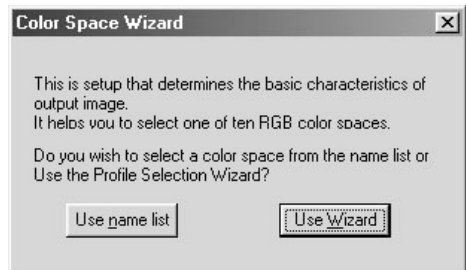 Color Space Wizard
This is setup that determines the basic characteristics of
output image.
It helps you to select one of ten RGB color spaces.
Do you wish to select a color space from the name list or
Use the Profile Selection Wizard?
Use name list
Use Wizard